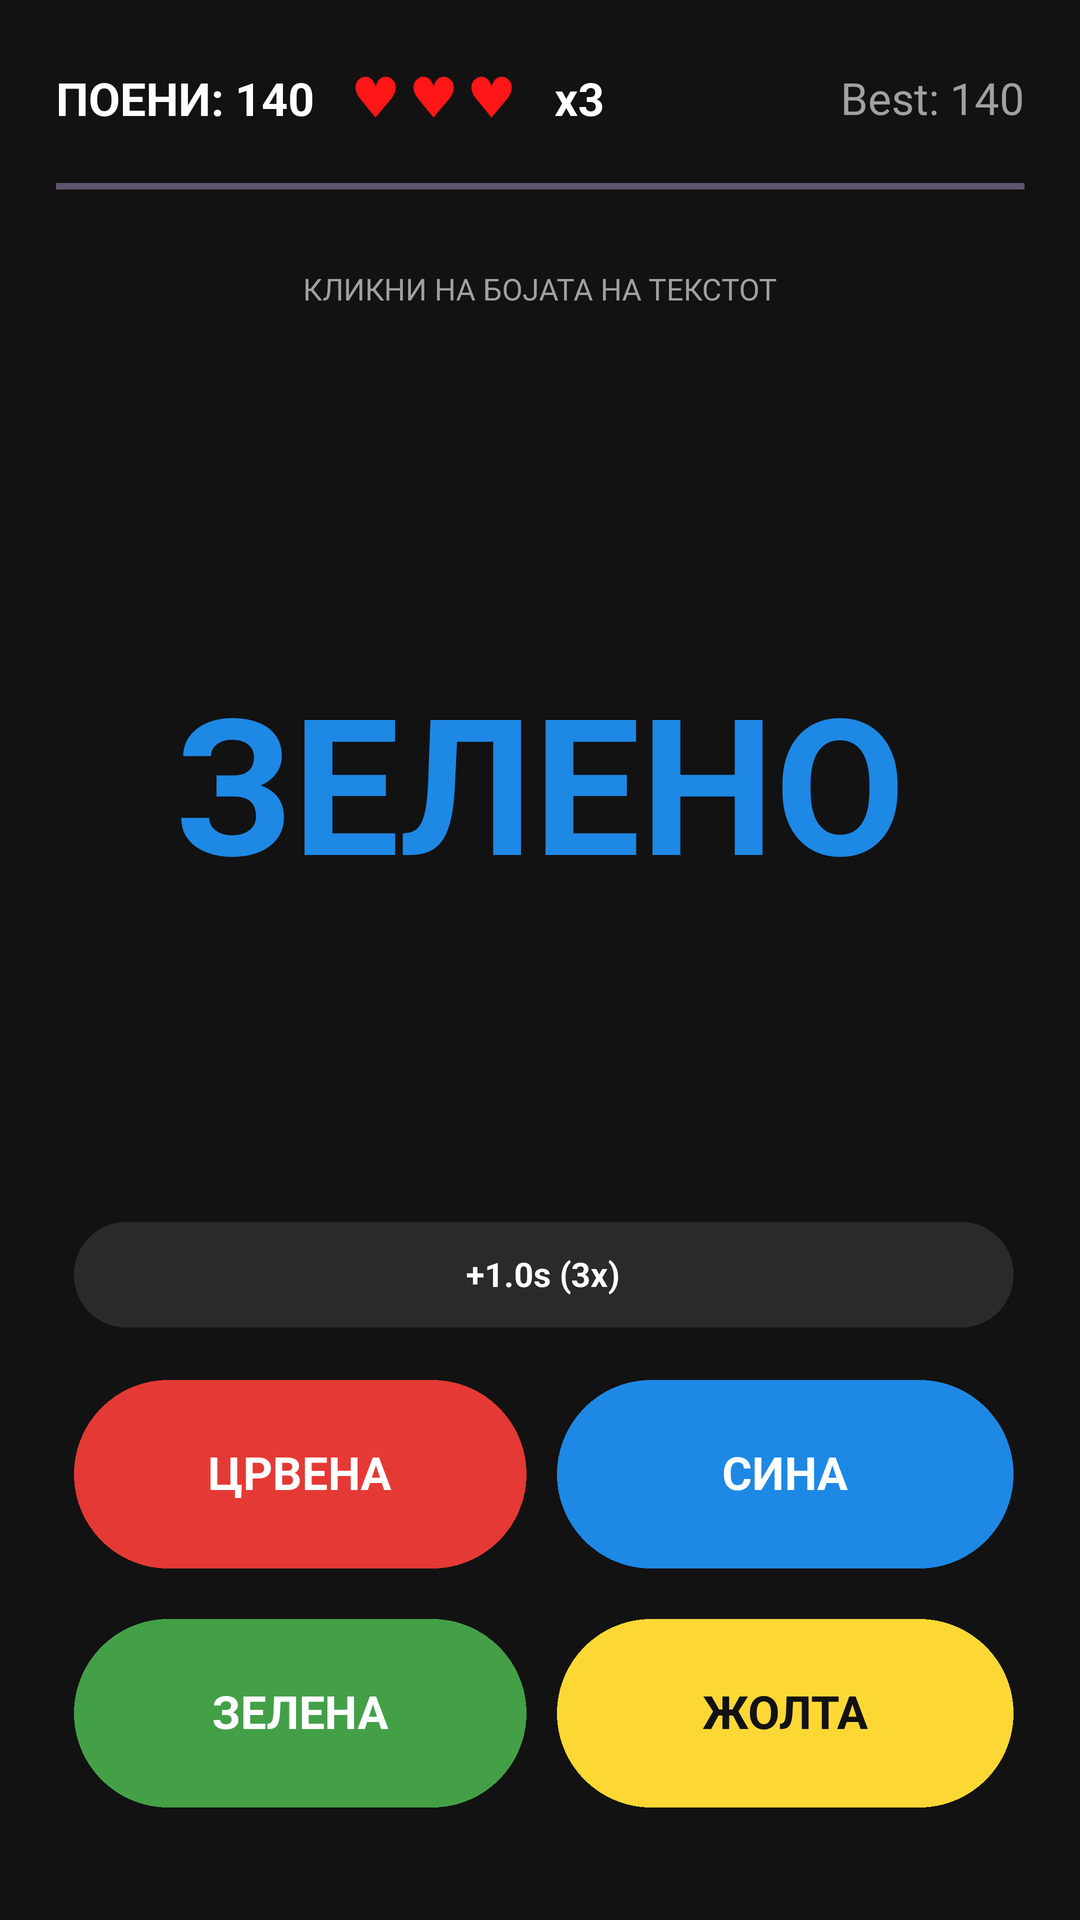 ПОЕНИ: 140 ♥♥♥ x3 Best: 140
КЛИКНИ НА БОЈАТА НА ТЕКСТОТ
ЗЕЛЕНО
+1.0s (3x)
ЦРВЕНА СИНА
ЗЕЛЕНА ЖОЛТА